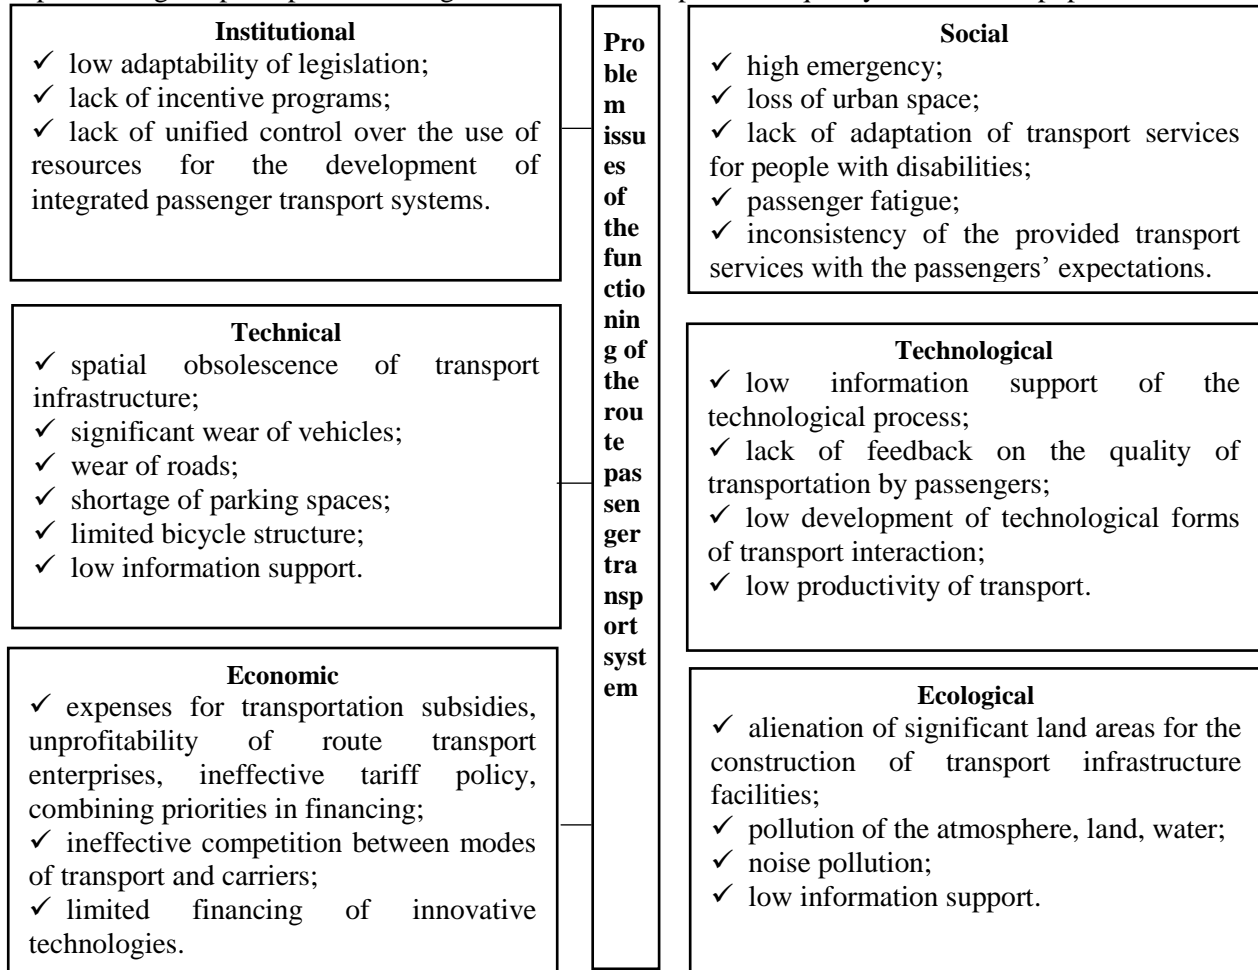 Institutional
✓ low adaptability of legislation;
✓ lack of incentive programs;
✓ lack of unified control over the use of
resources for the development of
integrated passenger transport systems.
Technical
✓ spatial obsolescence of transport
infrastructure;
✓ significant wear of vehicles;
✓ wear of roads;
✓ shortage of parking spaces;
✓ limited bicycle structure;
✓ low information support.
Economic
✓ expenses for transportation subsidies,
unprofitability of route transport
enterprises, ineffective tariff policy,
combining priorities in financing;
✓ ineffective competition between modes
of transport and carriers;
✓ limited financing of innovative
technologies.
Pro
ble
m
issu
es
of
the
fun
ctio
nin
g of
the
rou
te
pas
sen
ger
tra
nsp
ort
syst
em
Social
✓ high emergency;
✓ loss of urban space;
✓ lack of adaptation of transport services
for people with disabilities;
✓ passenger fatigue;
✓ inconsistency of the provided transport
services with the passengers’ expectations.
Technological
✓ low information support of the
technological process;
✓ lack of feedback on the quality of
transportation by passengers;
✓ low development of technological forms
of transport interaction;
✓ low productivity of transport.
Ecological
✓ alienation of significant land areas for the
construction of transport infrastructure
facilities;
✓ pollution of the atmosphere, land, water;
✓ noise pollution;
✓ low information support.